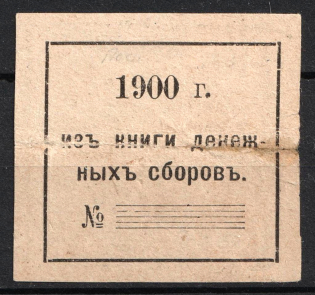 1900 г.
изъ книги денеж-
ныхъ сборовъ.
№